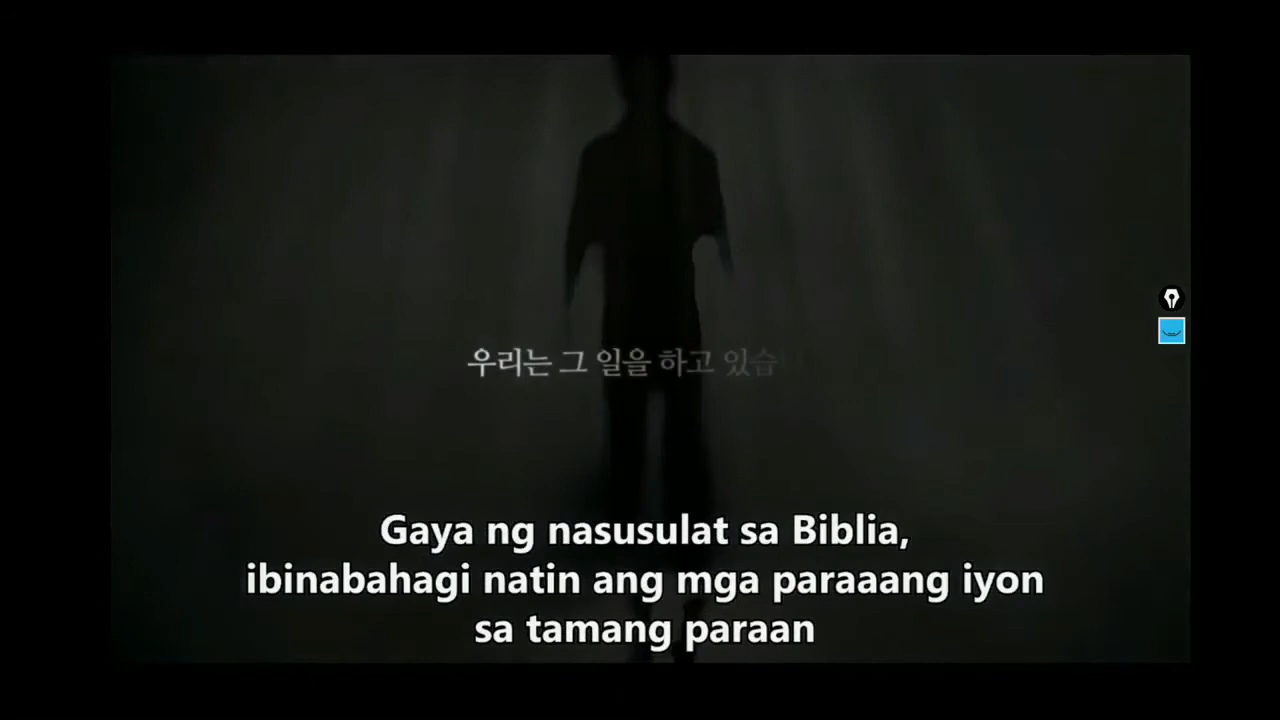 우리는 그 일을 하고 있습
Gaya ng nasusulat sa Biblia,
ibinabahagi natin ang mga paraaang iyon
sa tamang paraan